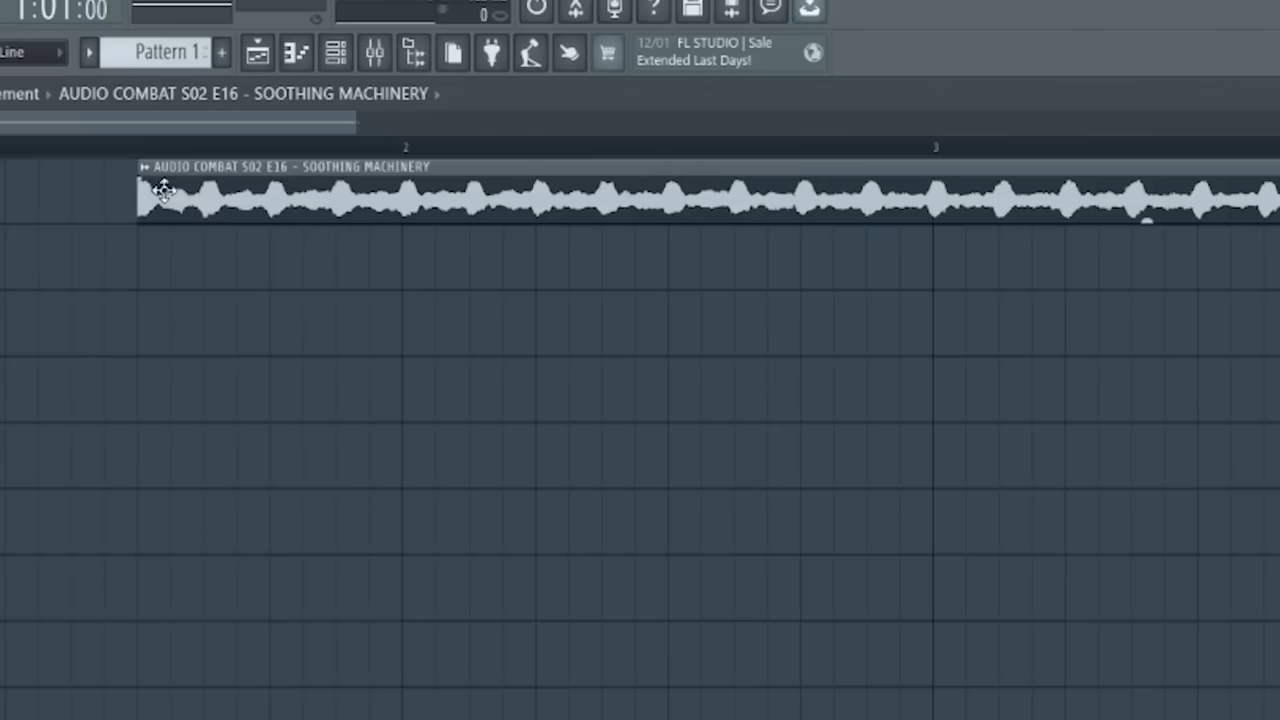 1:01:00
0
Line
Pattern 1
+
?
12/01 FL STUDIO | Sale
Extended Last Days!
ement › AUDIO COMBAT S02 E16 - SOOTHING MACHINERY ›
2
3
AUDIO COMBAT S02 E16 - SOOTHING MACHINERY